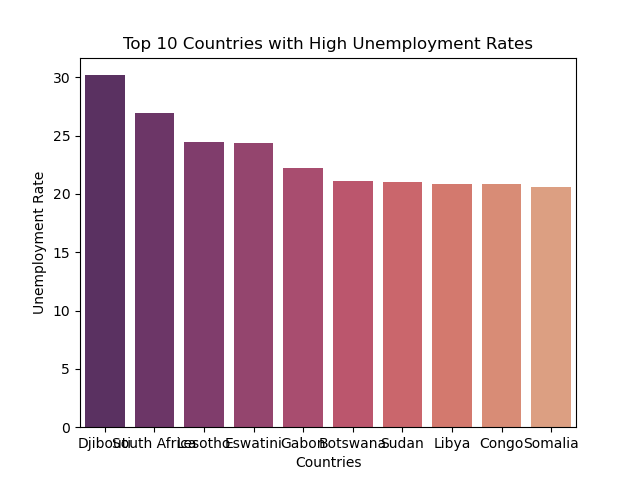 Top 10 Countries with High Unemployment Rates
Unemployment Rate
30
25
20
15
10
5
0
Djibouti South Africa Lesotho Eswatini Gabon Botswana Sudan Libya Congo Somalia
Countries